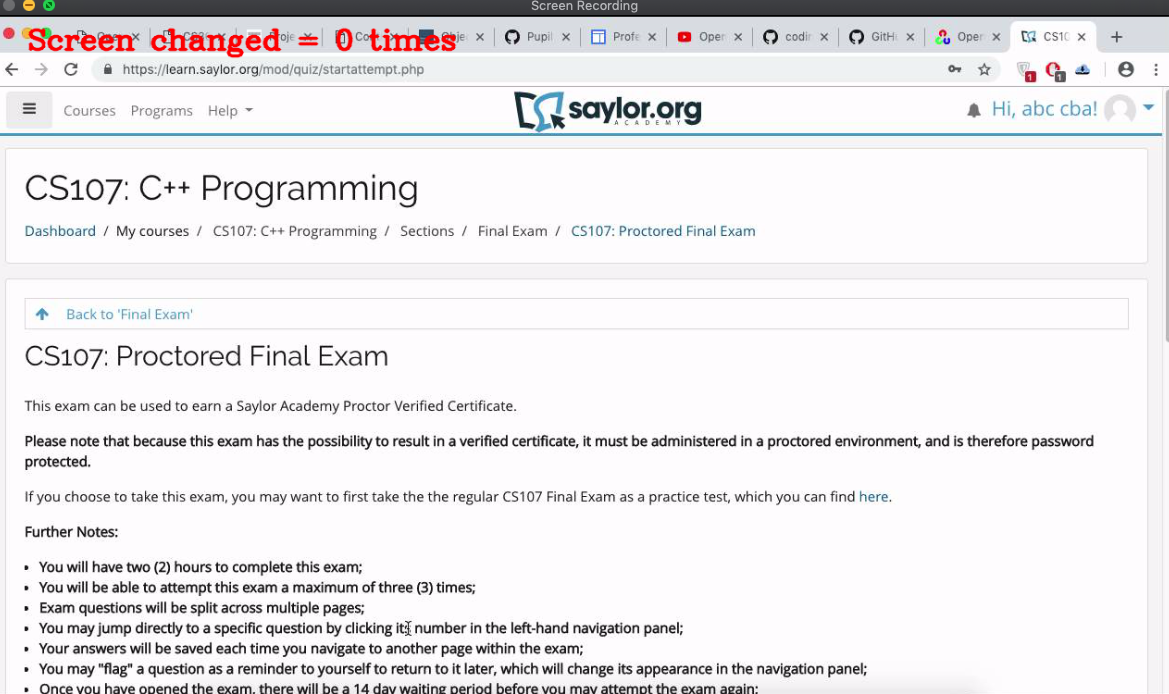 Screen Recording
Screen changed = 0 times
Pupil
Profe
Open
codin
GitHu
Open
CS10
https://learn.saylor.org/mod/quiz/startattempt.php
1
1
Courses Programs Help
saylor.org
ACADEMY
Hi, abc cba!
CS107: C++ Programming
Dashboard / My courses / CS107: C++ Programming / Sections / Final Exam / CS107: Proctored Final Exam
Back to 'Final Exam'
CS107: Proctored Final Exam
This exam can be used to earn a Saylor Academy Proctor Verified Certificate.
Please note that because this exam has the possibility to result in a verified certificate, it must be administered in a proctored environment, and is therefore password
protected.
If you choose to take this exam, you may want to first take the the regular CS107 Final Exam as a practice test, which you can find here.
Further Notes:
• You will have two (2) hours to complete this exam;
• You will be able to attempt this exam a maximum of three (3) times;
• Exam questions will be split across multiple pages;
• You may jump directly to a specific question by clicking its number in the left-hand navigation panel;
• Your answers will be saved each time you navigate to another page within the exam;
• You may "flag" a question as a reminder to yourself to return to it later, which will change its appearance in the navigation panel;
• Once you have opened the exam, there will be a 14 day waiting period before you may attempt the exam again;